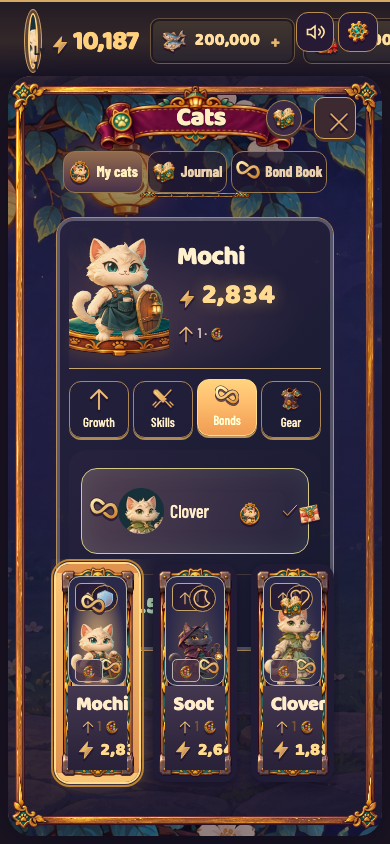 10,187
200,000 +
Cats
My cats
Journal
Bond Book
Mochi
2,834
1
Growth
Skills
Bonds
Gear
Clover
Mochi
1
Soot
1
Clover
1